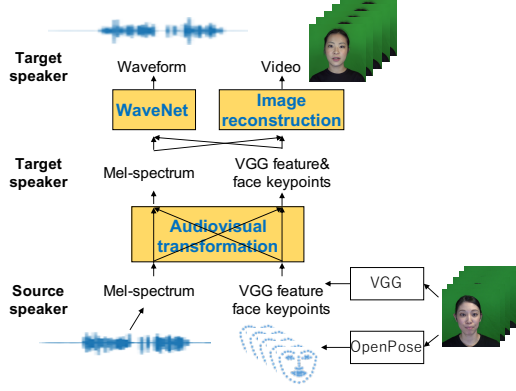 Target
speaker
Waveform
Video
WaveNet
Image
reconstruction
Target
speaker
Mel-spectrum
VGG feature&
face keypoints
Audiovisual
transformation
Source
speaker
Mel-spectrum
VGG feature
face keypoints
VGG
OpenPose